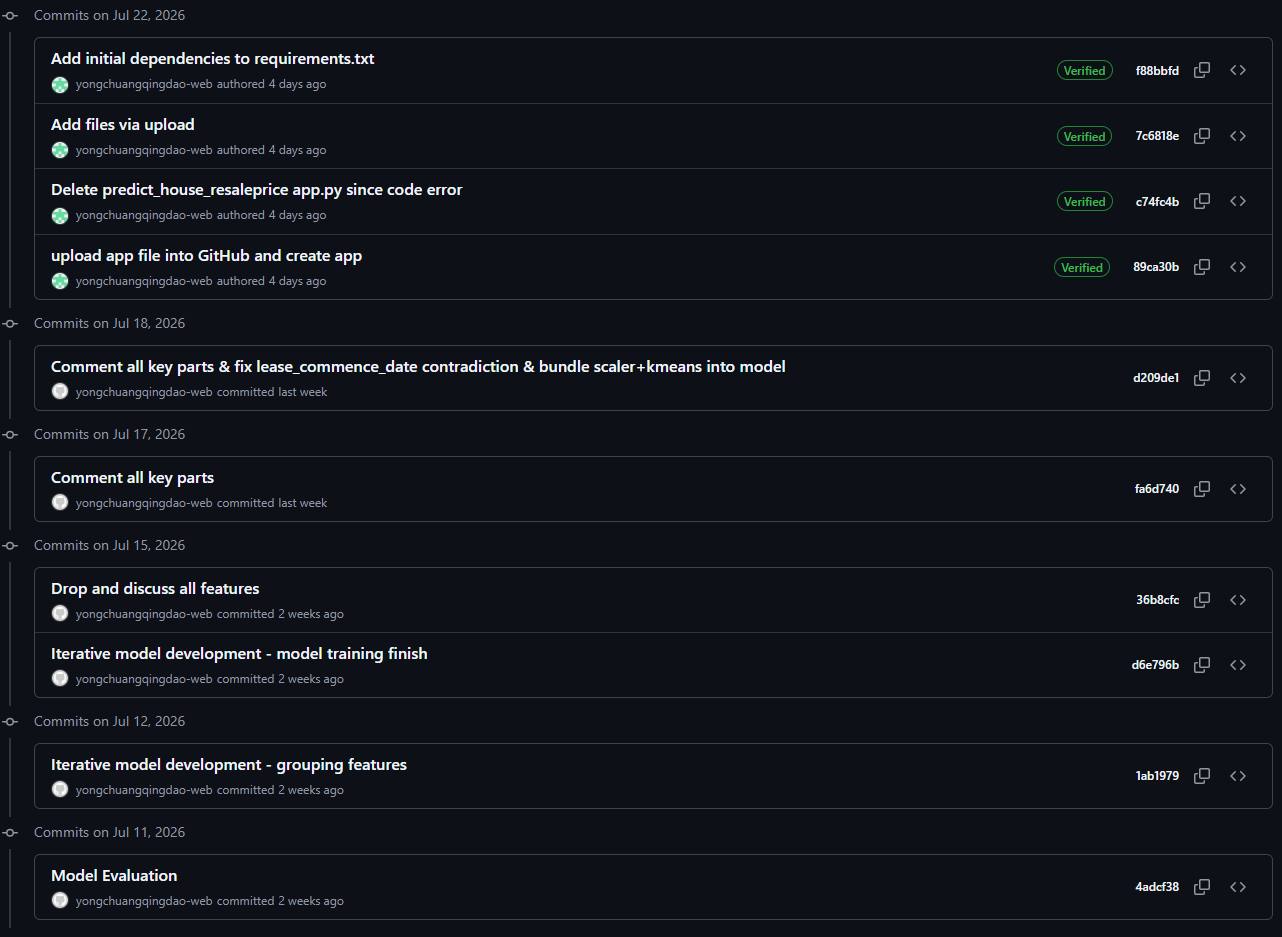 Commits on Jul 22, 2026
Add initial dependencies to requirements.txt
yongchuangqingdao-web authored 4 days ago
Verified f88bbfd
Add files via upload
yongchuangqingdao-web authored 4 days ago
Verified 7c6818e
Delete predict_house_resaleprice app.py since code error
yongchuangqingdao-web authored 4 days ago
Verified c74fc4b
upload app file into GitHub and create app
yongchuangqingdao-web authored 4 days ago
Verified 89ca30b
Commits on Jul 18, 2026
Comment all key parts & fix lease_commence_date contradiction & bundle scaler+kmeans into model
yongchuangqingdao-web committed last week
d209de1
Commits on Jul 17, 2026
Comment all key parts
yongchuangqingdao-web committed last week
fa6d740
Commits on Jul 15, 2026
Drop and discuss all features
yongchuangqingdao-web committed 2 weeks ago
36b8cfc
Iterative model development - model training finish
yongchuangqingdao-web committed 2 weeks ago
d6e796b
Commits on Jul 12, 2026
Iterative model development - grouping features
yongchuangqingdao-web committed 2 weeks ago
1ab1979
Commits on Jul 11, 2026
Model Evaluation
yongchuangqingdao-web committed 2 weeks ago
4adcf38